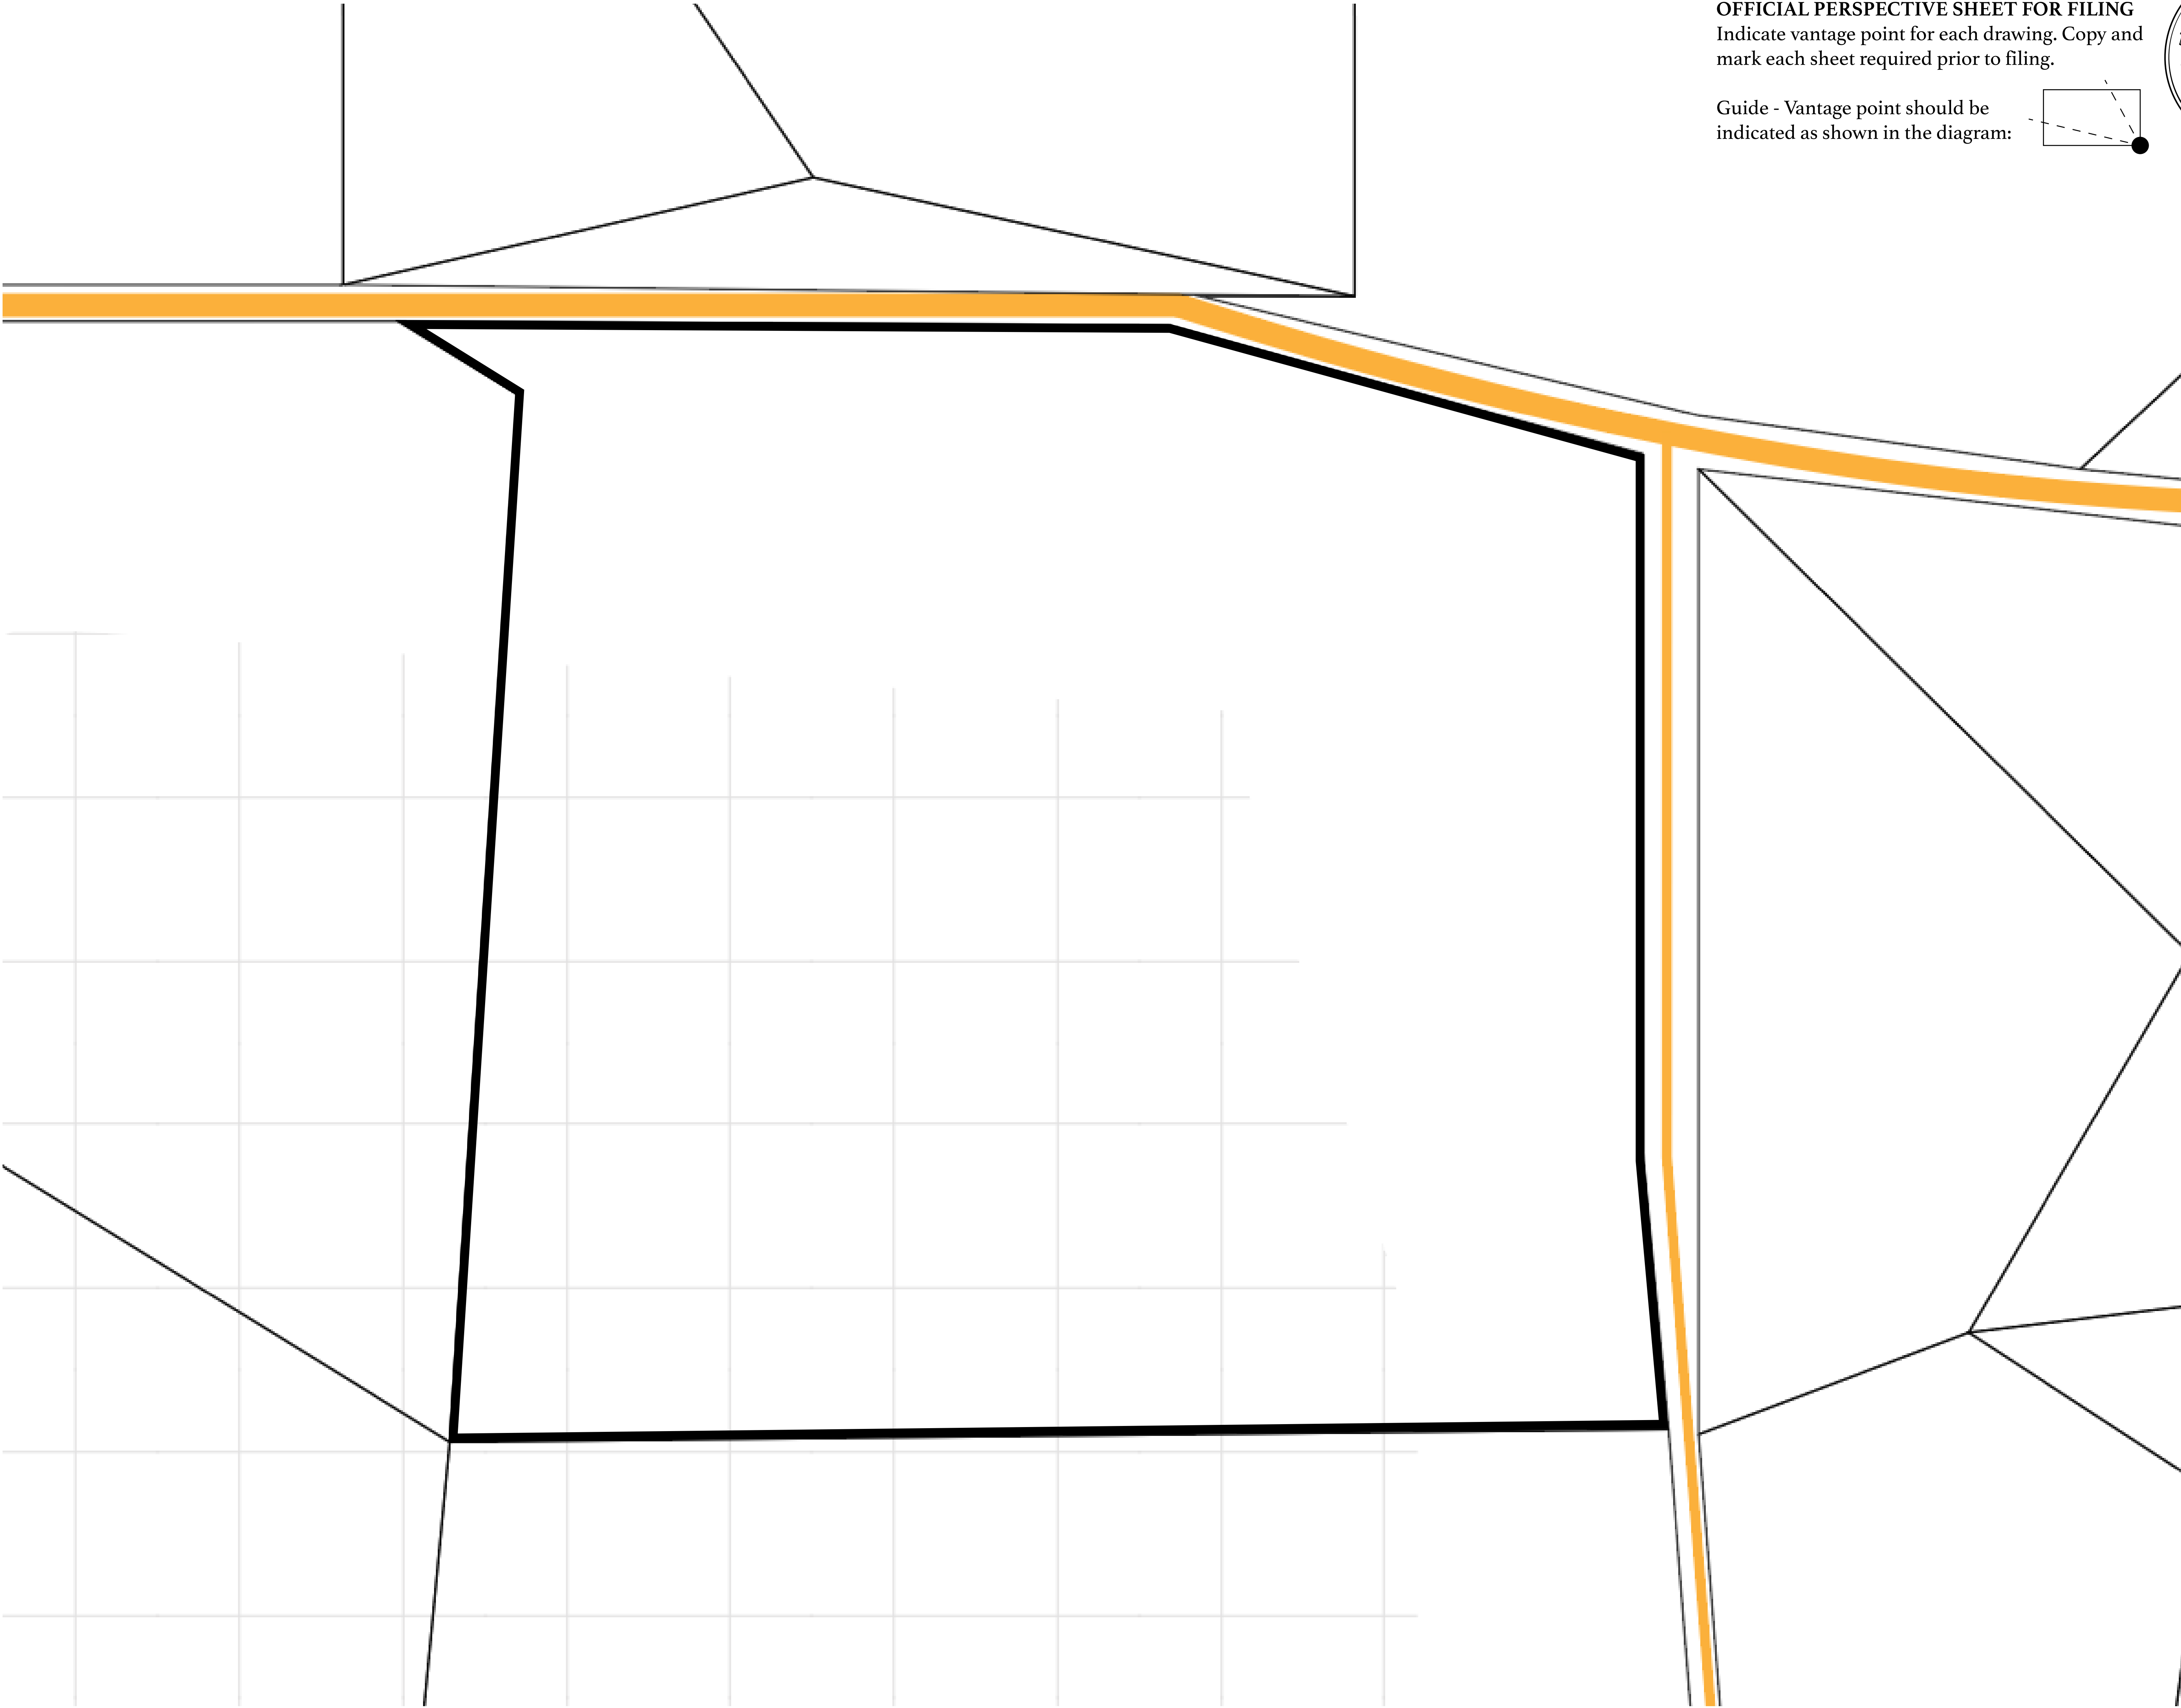 OFFICIAL PERSPECTIVE SHEET FOR FILING
Indicate vantage point for each drawing. Copy and
mark each sheet required prior to filing.
Guide - Vantage point should be
indicated as shown in the diagram: